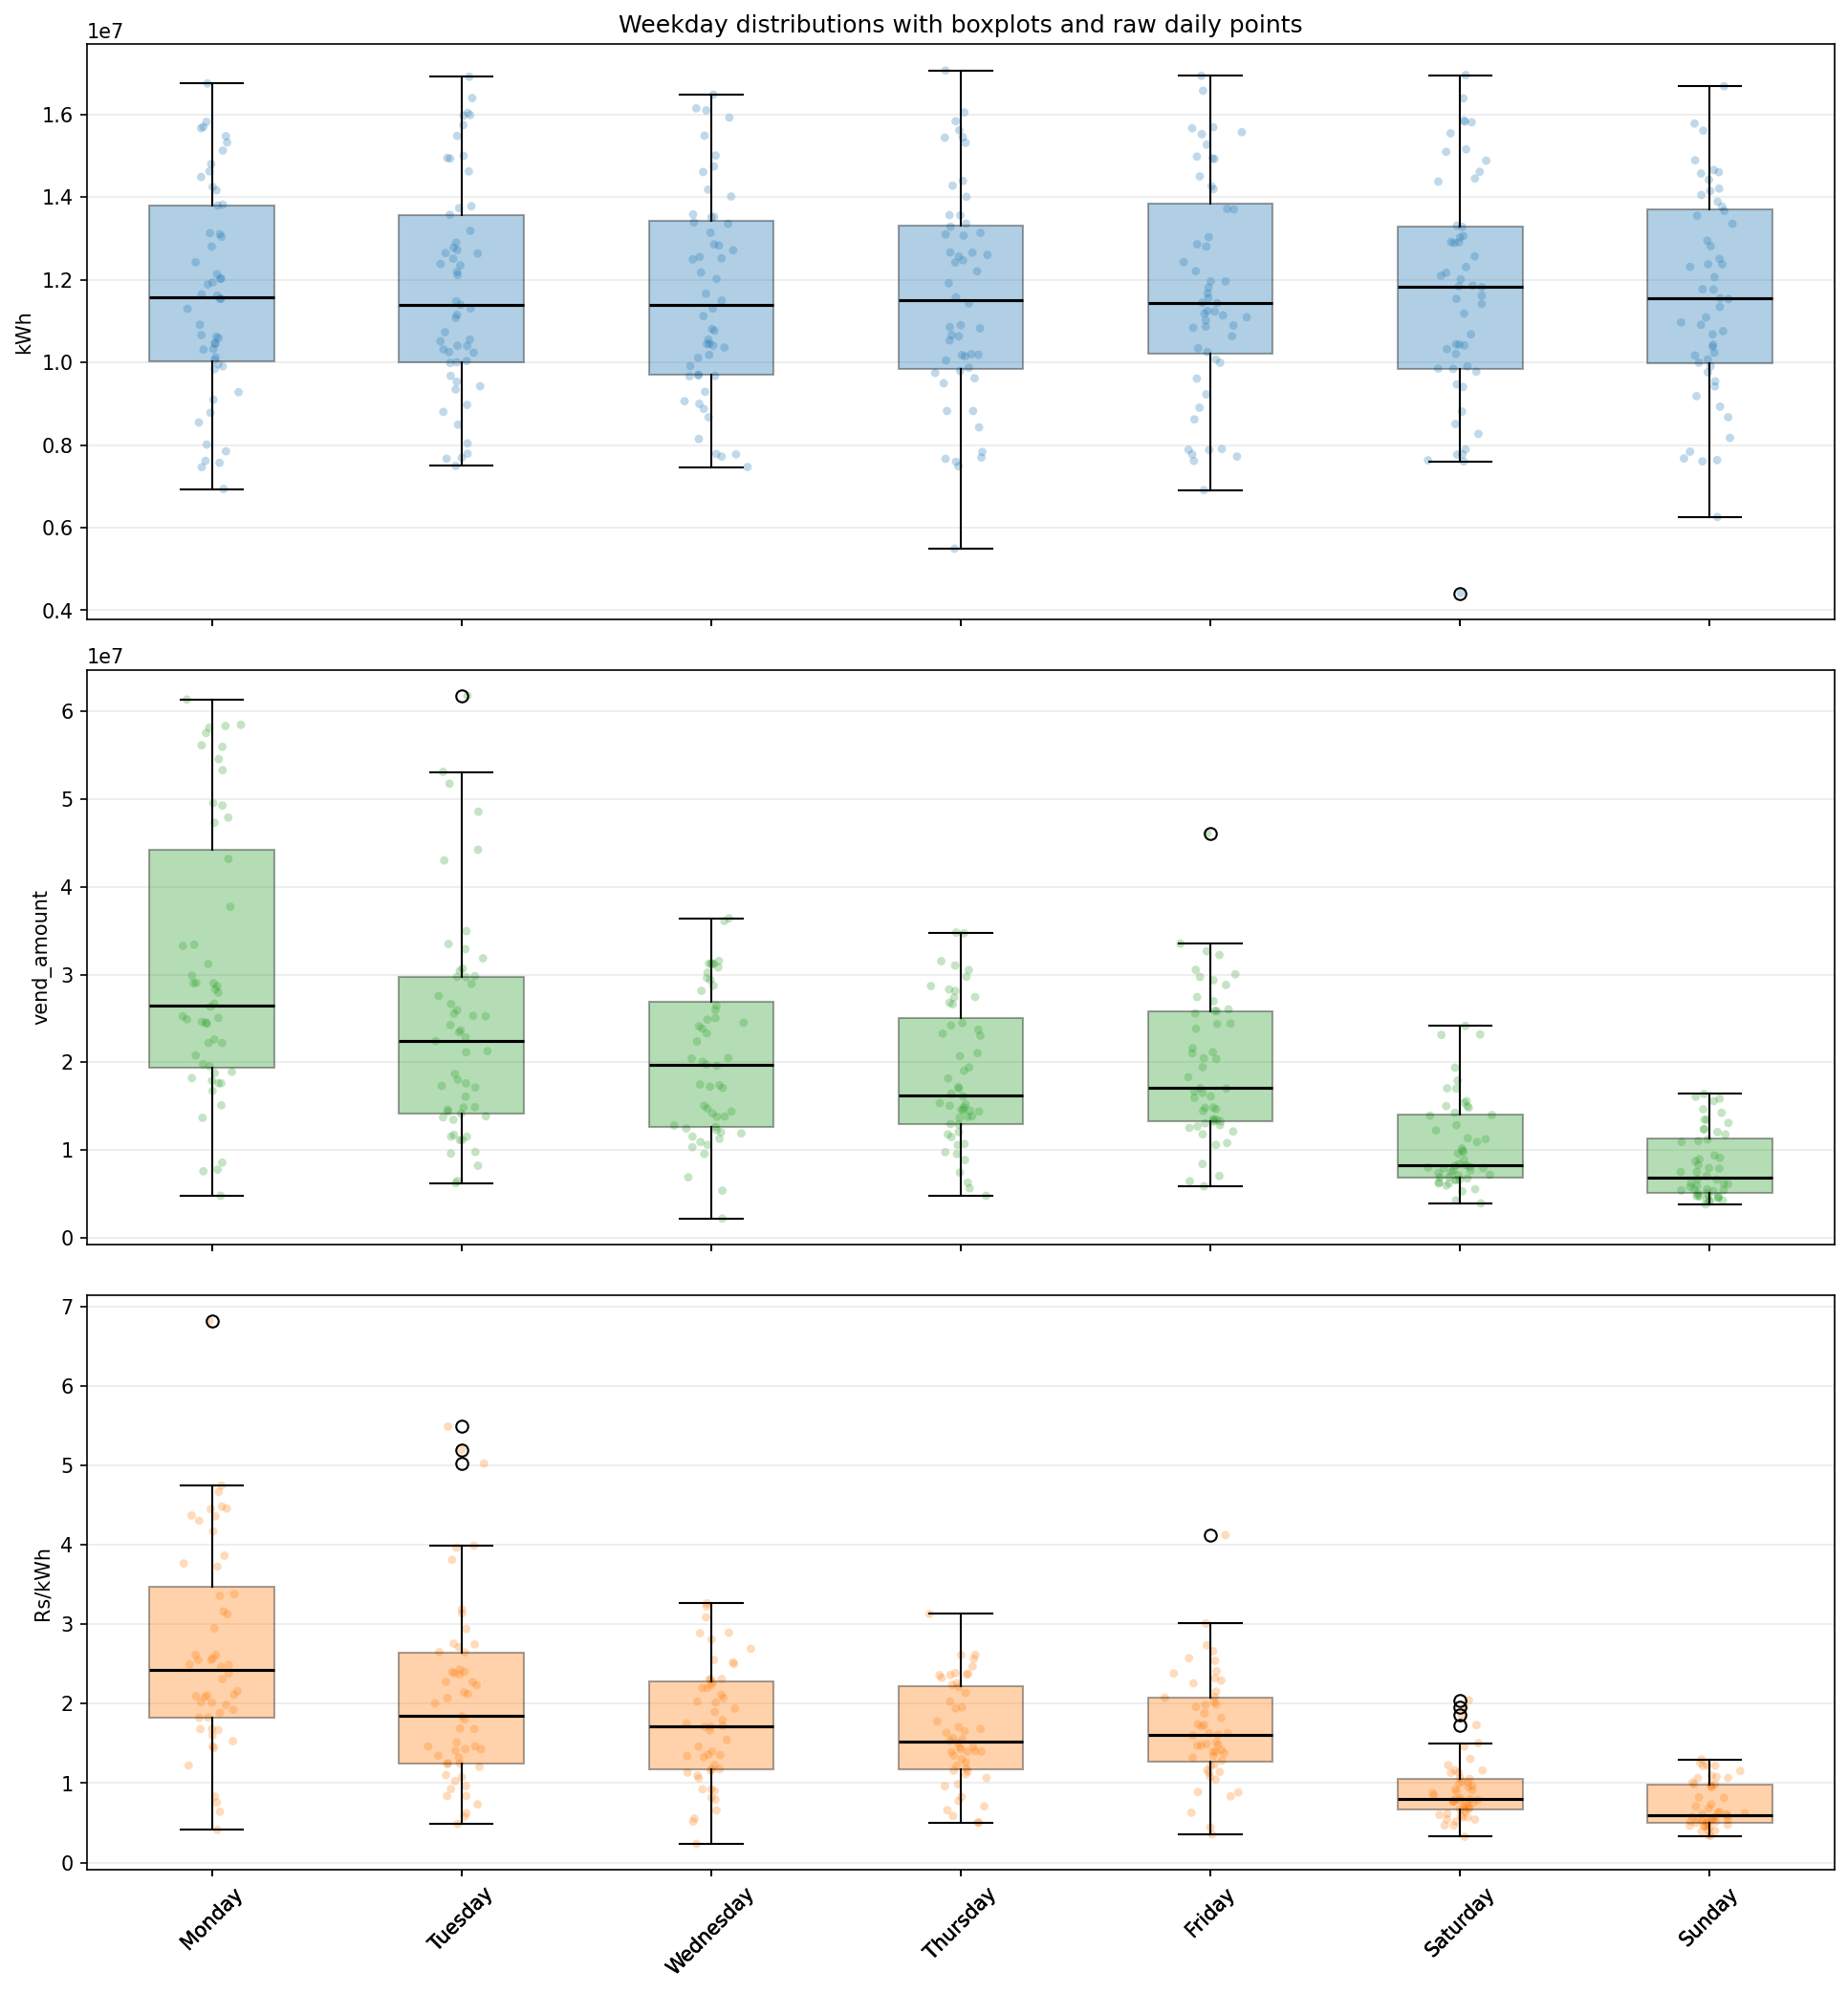 Weekday distributions with boxplots and raw daily points
1e7
1.6
1.4
1.2
1.0
0.8
0.6
0.4
kWh
1e7
6
5
4
3
2
1
0
vend_amount
7
6
5
4
3
2
1
0
Rs/kWh
Monday
Tuesday
Wednesday
Thursday
Friday
Saturday
Sunday